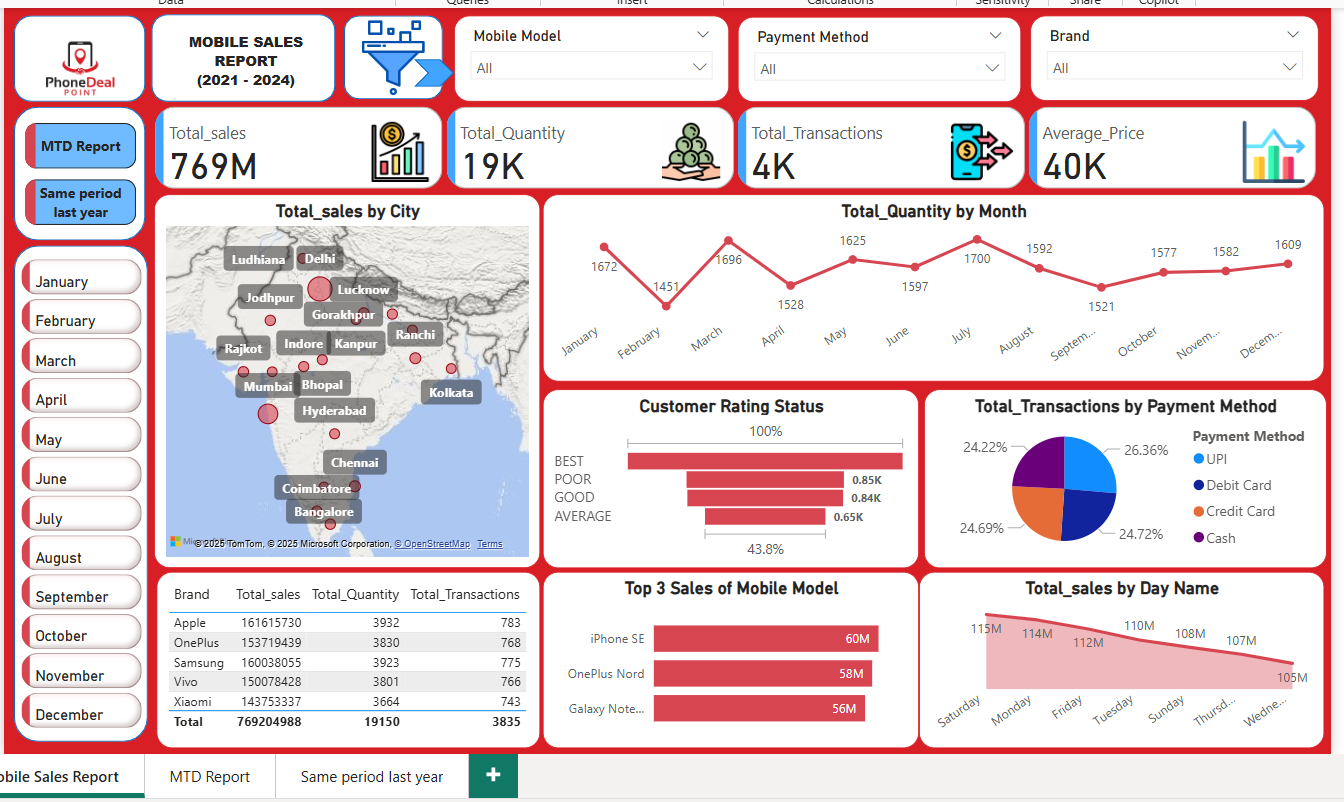 Data
Queries
Insert
Calculations
Sensitivity
Share
Copilot
PhoneDeal
POINT
MOBILE SALES
REPORT
(2021 - 2024)
Mobile Model
All
Payment Method
All
Brand
All
MTD Report
Same period
last year
Total_sales
769M
Total_Quantity
19K
Total_Transactions
4K
Average_Price
40K
January
February
March
April
May
June
July
August
September
October
November
December
Total_sales by City
Ludhiana
Delhi
Lucknow
Jodhpur
Gorakhpur
Ranchi
Indore
Kanpur
Rajkot
Mumbai
Bhopal
Kolkata
Hyderabad
Chennai
Coimbatore
Bangalore
© 2025 TomTom, © 2025 Microsoft Corporation, © OpenStreetMap Terms
Total_Quantity by Month
1672
1451
1696
1528
1625
1597
1700
1592
1521
1577
1582
1609
January
February
March
April
May
June
July
August
Septem...
October
Novem...
Decem...
Customer Rating Status
100%
BEST
POOR
0.85K
GOOD
0.84K
AVERAGE
0.65K
43.8%
Total_Transactions by Payment Method
24.22%
26.36%
24.69%
24.72%
Payment Method
UPI
Debit Card
Credit Card
Cash
Brand Total_sales Total_Quantity Total_Transactions
Apple 161615730 3932 783
OnePlus 153719439 3830 768
Samsung 160038055 3923 775
Vivo 150078428 3801 766
Xiaomi 143753337 3664 743
Total 769204988 19150 3835
Top 3 Sales of Mobile Model
iPhone SE 60M
OnePlus Nord 58M
Galaxy Note... 56M
Total_sales by Day Name
115M
114M
112M
110M
108M
107M
105M
Saturday
Monday
Friday
Tuesday
Sunday
Thursd...
Wedne...
obile Sales Report
MTD Report
Same period last year